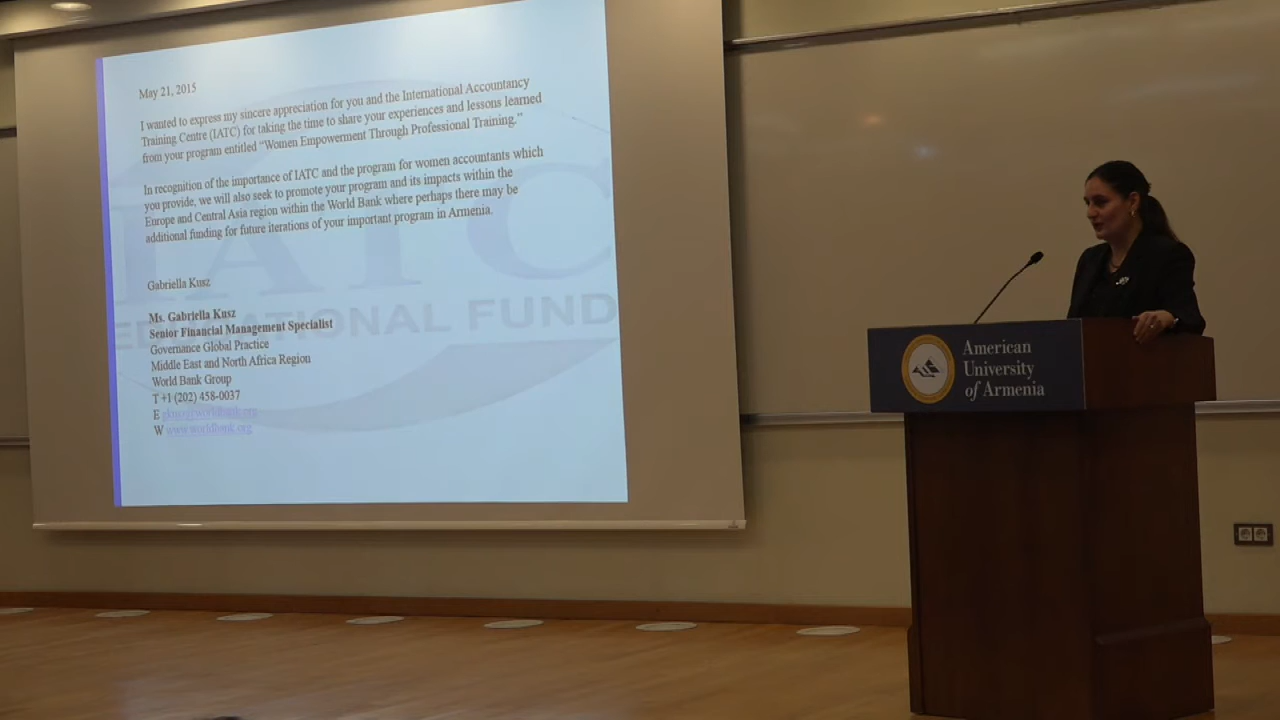 May 21, 2015
I wanted to express my sincere appreciation for you and the International Accountancy
Training Centre (IATC) for taking the time to share your experiences and lessons learned
from your program entitled “Women Empowerment Through Professional Training.”
In recognition of the importance of IATC and the program for women accountants which
you provide, we will also seek to promote your program and its impacts within the
Europe and Central Asia region within the World Bank where perhaps there may be
additional funding for future iterations of your important program in Armenia.
Gabriella Kusz
Ms. Gabriella Kusz
Senior Financial Management Specialist
Governance Global Practice
Middle East and North Africa Region
World Bank Group
T +1 (202) 458-0037
E gkusz@worldbank.org
W www.worldbank.org
IATC
EDUCATIONAL FUND
American
University
of Armenia